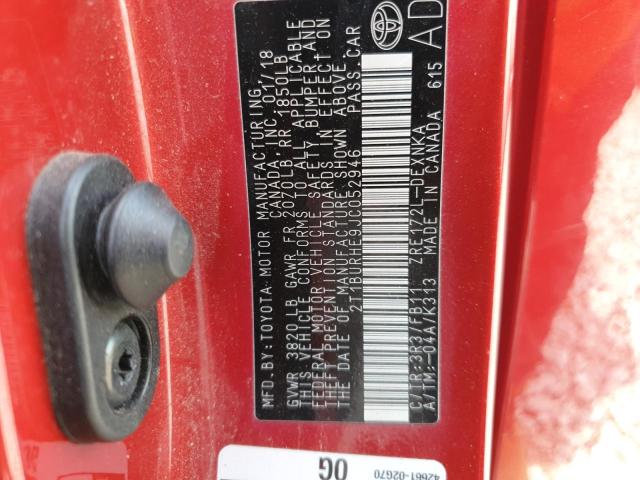 MFD.BY:TOYOTA MOTOR MANUFACTURING,
CANADA, INC. 01/18
GVWR 3820LB GAWR FR 2070LB RR 1850LB
THIS VEHICLE CONFORMS TO ALL APPLICABLE
FEDERAL MOTOR VEHICLE SAFETY, BUMPER, AND
THEFT PREVENTION STANDARDS IN EFFECT ON
THE DATE OF MANUFACTURE SHOWN ABOVE.
2T1BURHE9JC052946 PASS.CAR
C/TR:3R3/FB11 ZRE172L-DEXNKA
A/TM:-04A/K313 MADE IN CANADA 615
AD
42661-02G70
0G